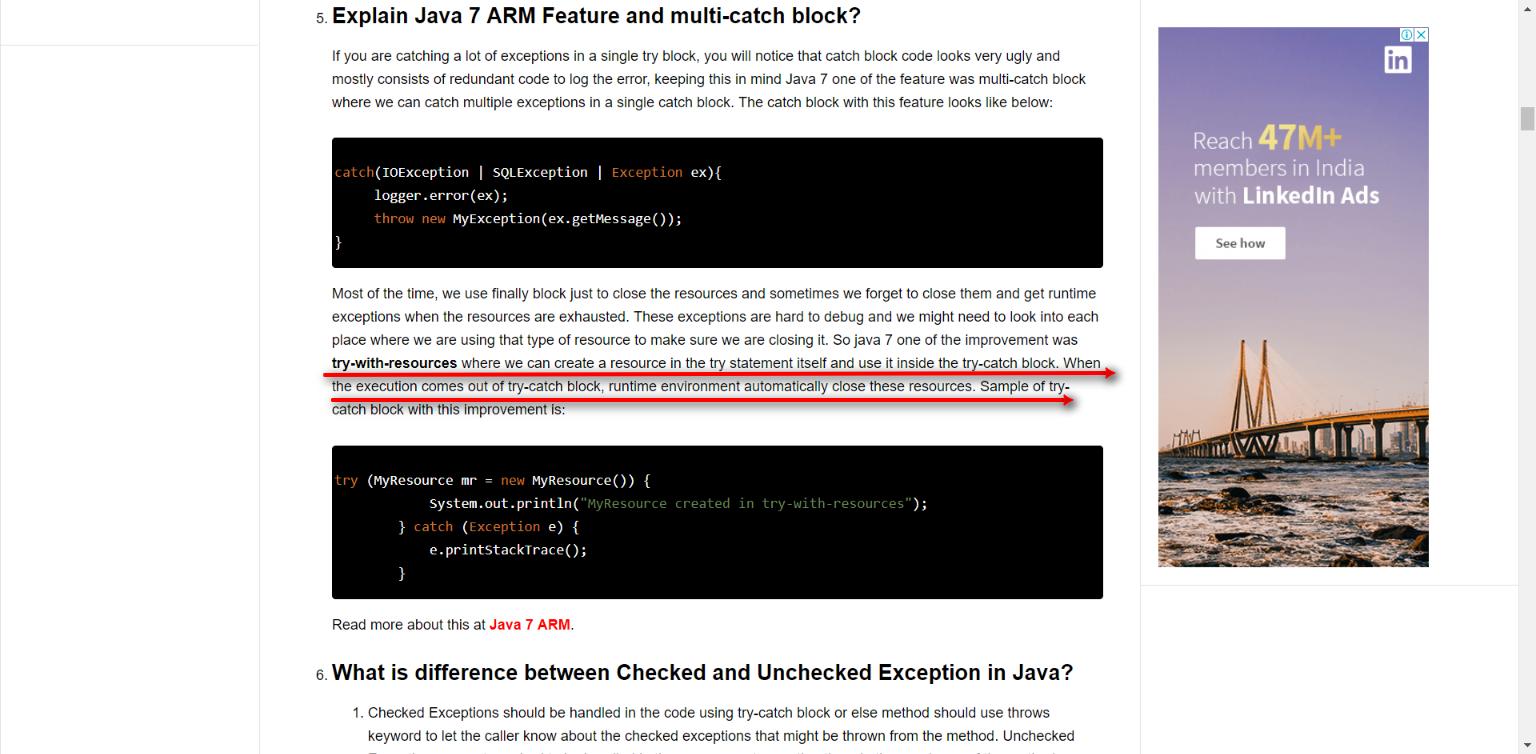 5. Explain Java 7 ARM Feature and multi-catch block?
If you are catching a lot of exceptions in a single try block, you will notice that catch block code looks very ugly and
mostly consists of redundant code to log the error, keeping this in mind Java 7 one of the feature was multi-catch block
where we can catch multiple exceptions in a single catch block. The catch block with this feature looks like below:
catch(IOException | SQLException | Exception ex){
logger.error(ex);
throw new MyException(ex.getMessage());
}
Most of the time, we use finally block just to close the resources and sometimes we forget to close them and get runtime
exceptions when the resources are exhausted. These exceptions are hard to debug and we might need to look into each
place where we are using that type of resource to make sure we are closing it. So java 7 one of the improvement was
try-with-resources where we can create a resource in the try statement itself and use it inside the try-catch block. When
the execution comes out of try-catch block, runtime environment automatically close these resources. Sample of try-
catch block with this improvement is:
try (MyResource mr = new MyResource()) {
System.out.println("MyResource created in try-with-resources");
} catch (Exception e) {
e.printStackTrace();
}
Read more about this at Java 7 ARM.
6. What is difference between Checked and Unchecked Exception in Java?
1. Checked Exceptions should be handled in the code using try-catch block or else method should use throws
keyword to let the caller know about the checked exceptions that might be thrown from the method. Unchecked
in
Reach 47M+
members in India
with LinkedIn Ads
See how